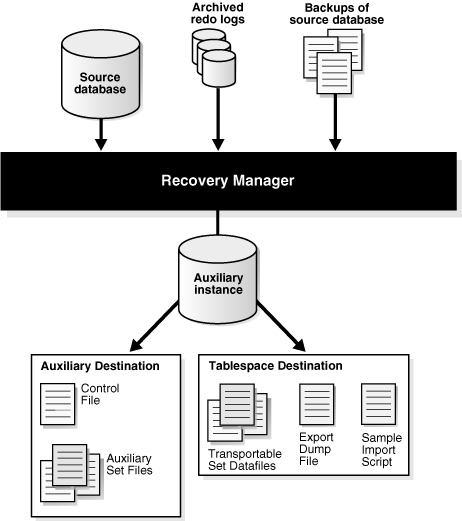 Archived
redo logs
Backups of
source database
Source
database
Recovery Manager
Auxiliary
instance
Auxiliary Destination
Control
File
Auxiliary
Set Files
Tablespace Destination
Transportable
Set Datafiles
Export
Dump
File
Sample
Import
Script